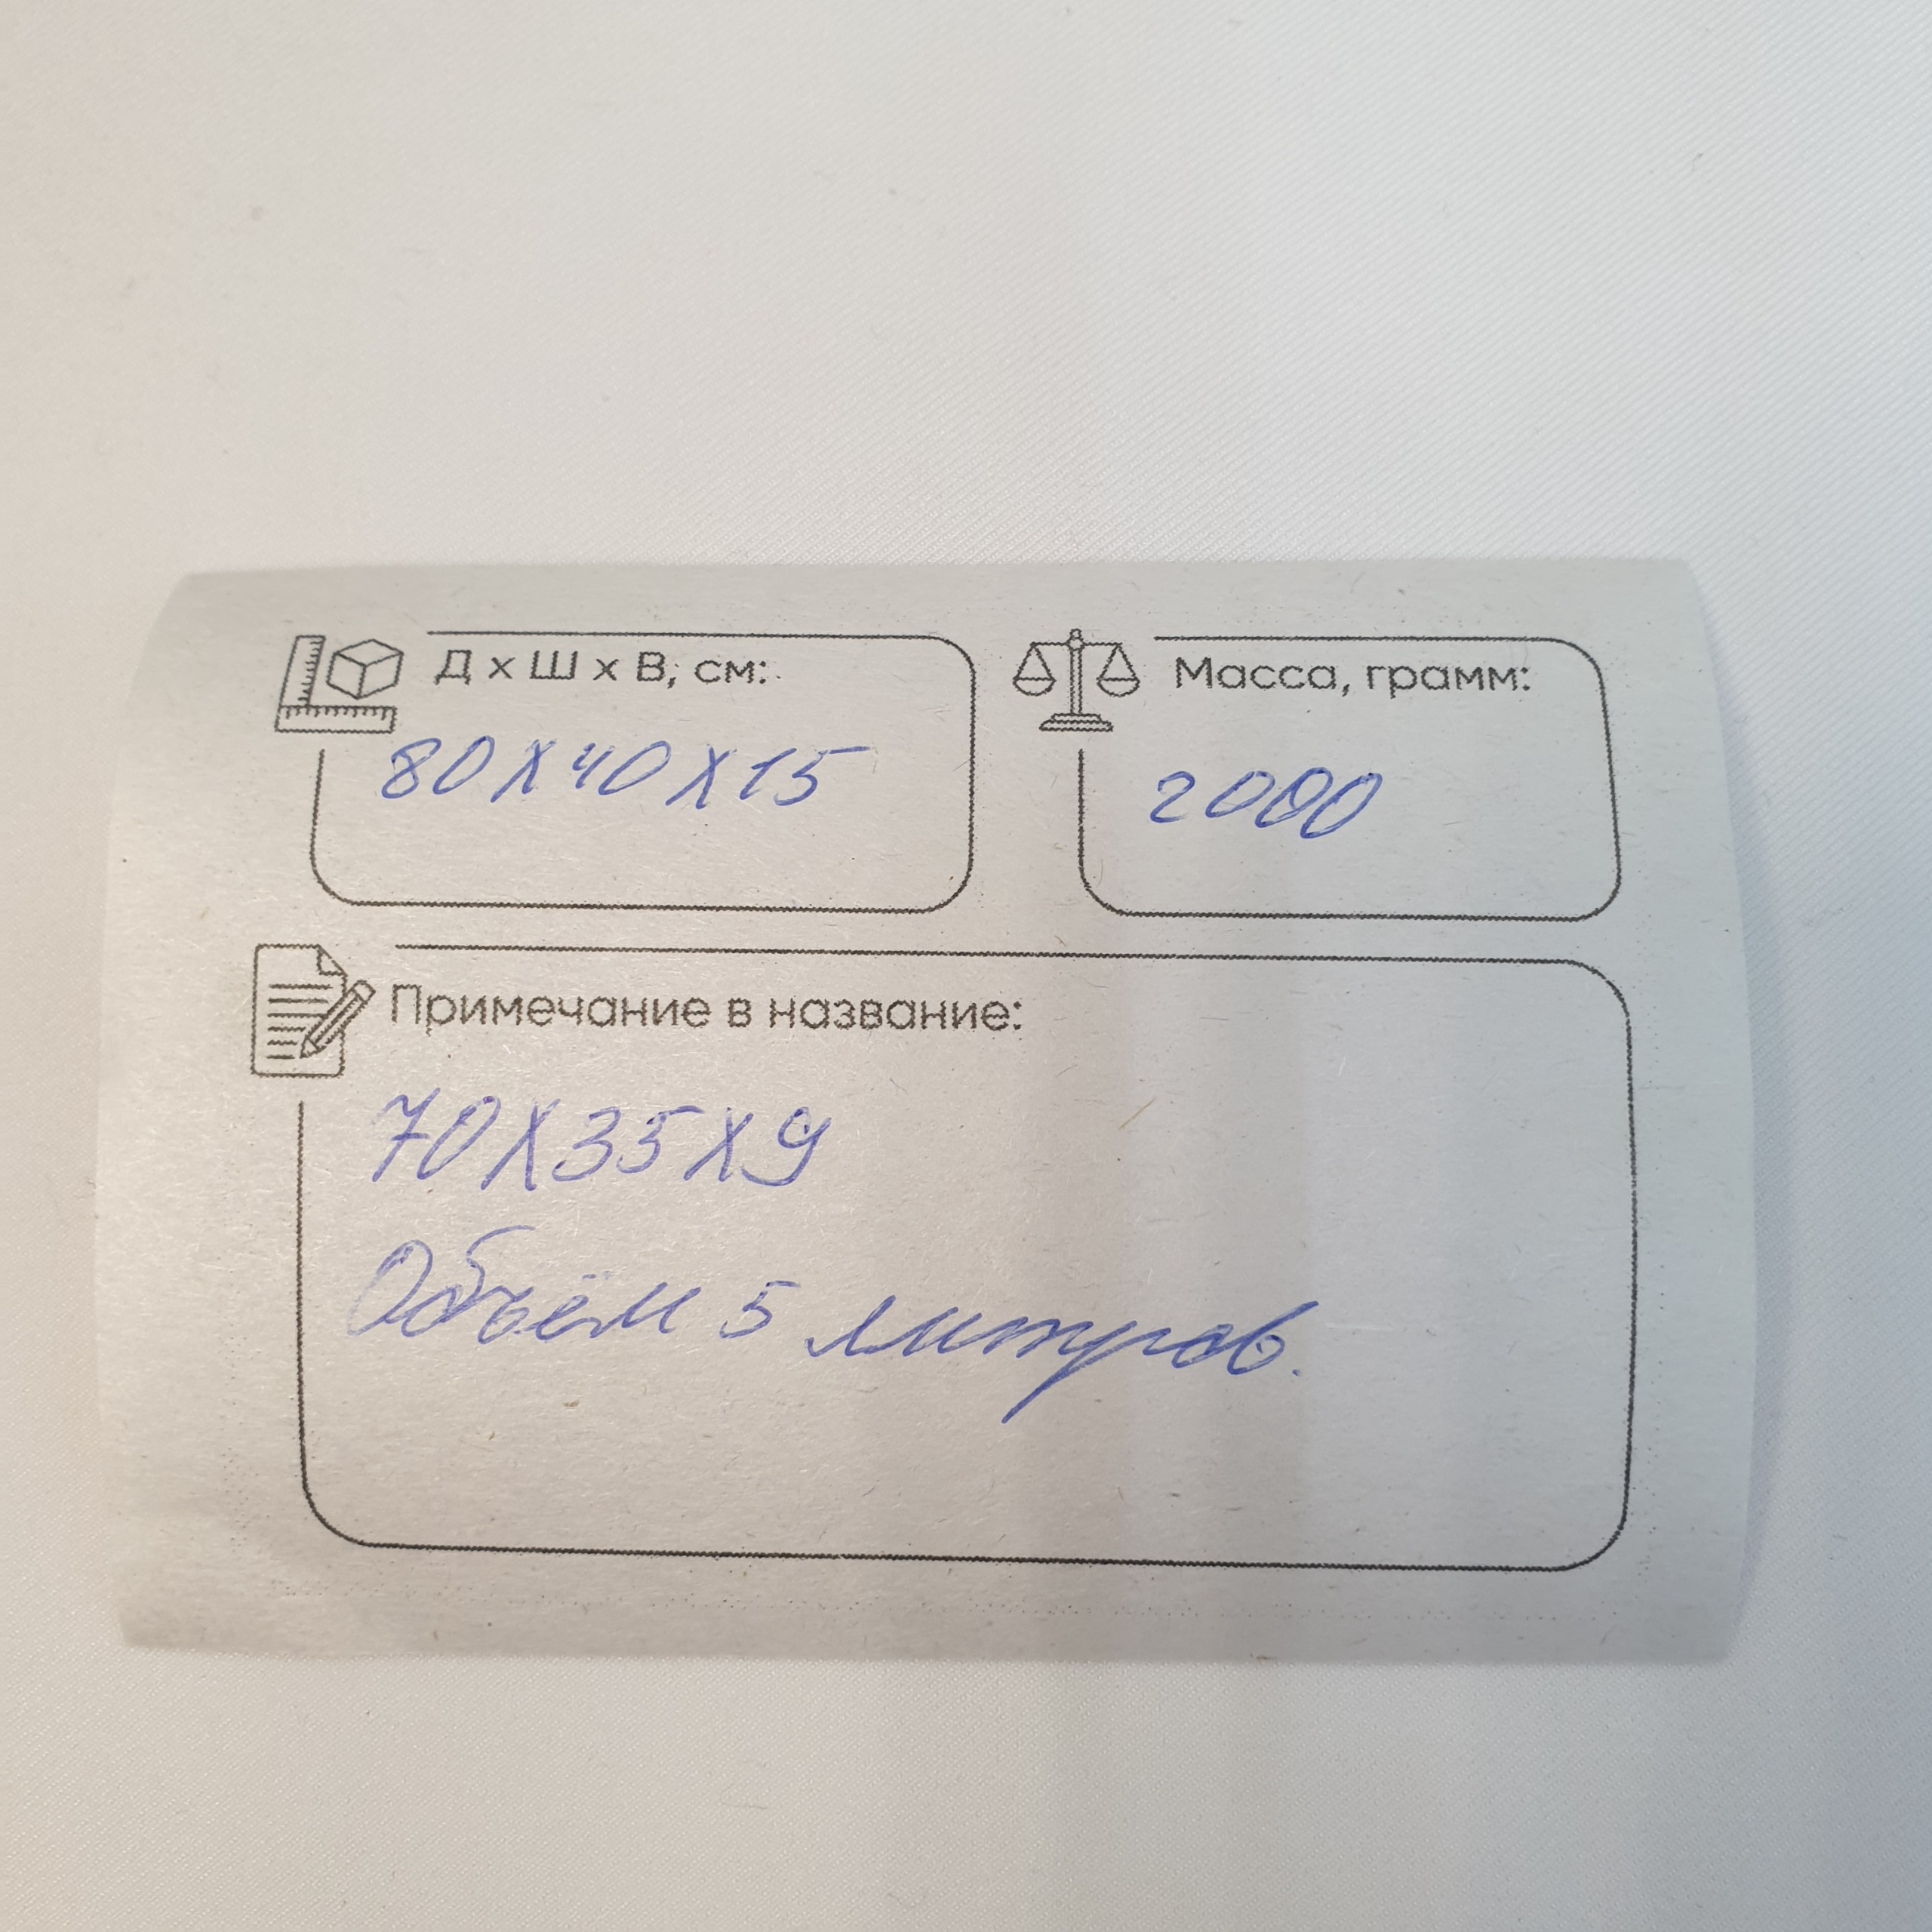 Д х Ш х В, см:
80Х40Х15
Масса, грамм:
2000
Примечание в название:
70Х35Х9
Объём 5 литров.